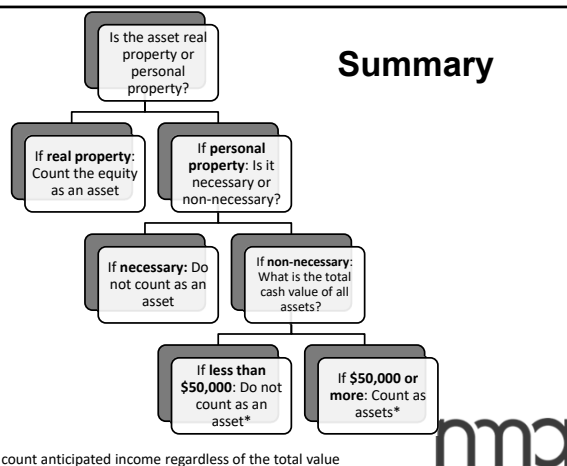 Summary
Is the asset real
property or
personal
property?
If real property:
Count the equity
as an asset
If personal
property: Is it
necessary or
non-necessary?
If necessary: Do
not count as an
asset
If non-necessary:
What is the total
cash value of all
assets?
If less than
$50,000: Do not
count as an
asset*
If $50,000 or
more: Count as
assets*
count anticipated income regardless of the total value
nma